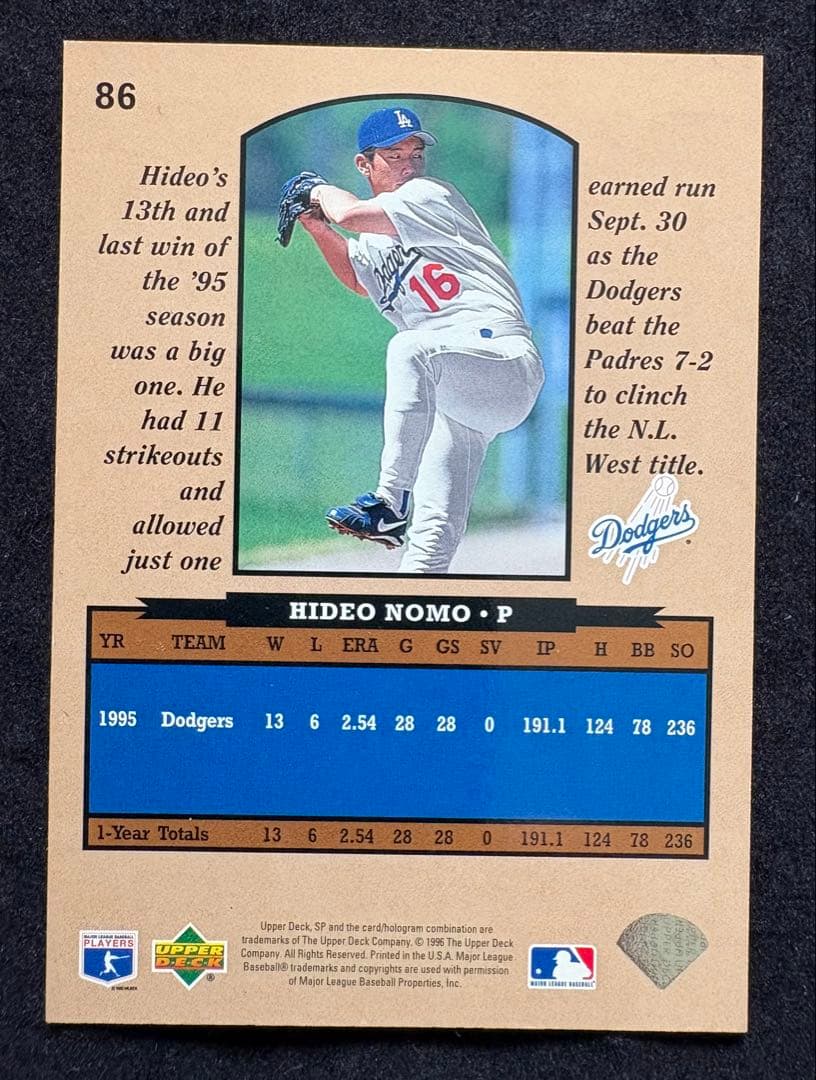 86
Hideo's
13th and
last win of
the '95
season
was a big
one. He
had 11
strikeouts
and
allowed
just one
earned run
Sept. 30
as the
Dodgers
beat the
Padres 7-2
to clinch
the N.L.
West title.
LA
Dodgers
16
Dodgers
HIDEO NOMO • P
YR TEAM W L ERA G GS SV IP H BB SO
1995 Dodgers 13 6 2.54 28 28 0 191.1 124 78 236
1-Year Totals 13 6 2.54 28 28 0 191.1 124 78 236
MAJOR LEAGUE BASEBALL
PLAYERS
UPPER
DECK
®
Upper Deck, SP and the card/hologram combination are
trademarks of The Upper Deck Company. © 1996 The Upper Deck
Company. All Rights Reserved. Printed in the U.S.A. Major League
Baseball® trademarks and copyrights are used with permission
of Major League Baseball Properties, Inc.
MAJOR LEAGUE BASEBALL